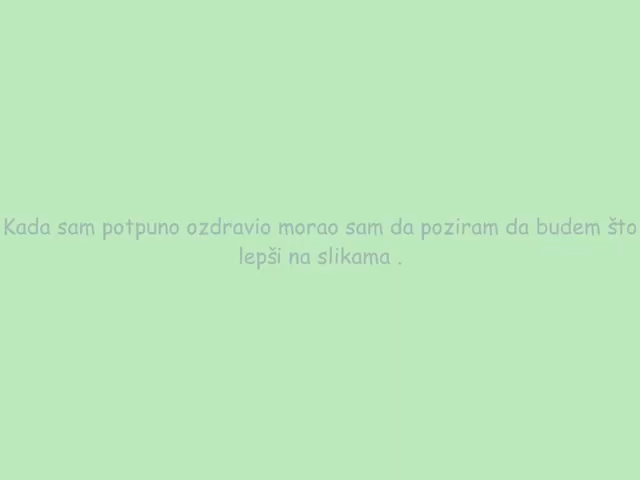 Kada sam potpuno ozdravio morao sam da poziram da budem što
lepši na slikama .